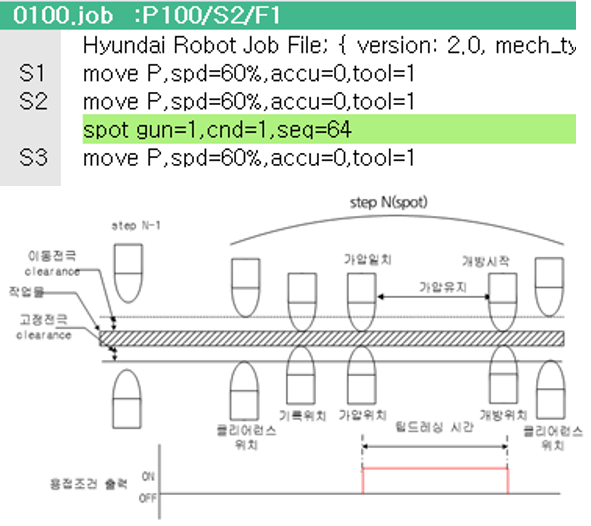 0100.job :P100/S2/F1
Hyundai Robot Job File; { version: 2.0, mech_ty
S1 move P,spd=60%,accu=0,tool=1
S2 move P,spd=60%,accu=0,tool=1
spot gun=1,cnd=1,seq=64
S3 move P,spd=60%,accu=0,tool=1
step N(spot)
step N-1
이동전극
clearance
가압일치
개방시작
가압유지
작업물
고정전극
clearance
클리어런스
위치
기록위치
가압위치
개방위치
클리어런스
위치
팁드레싱 시간
용접조건 출력
ON
OFF